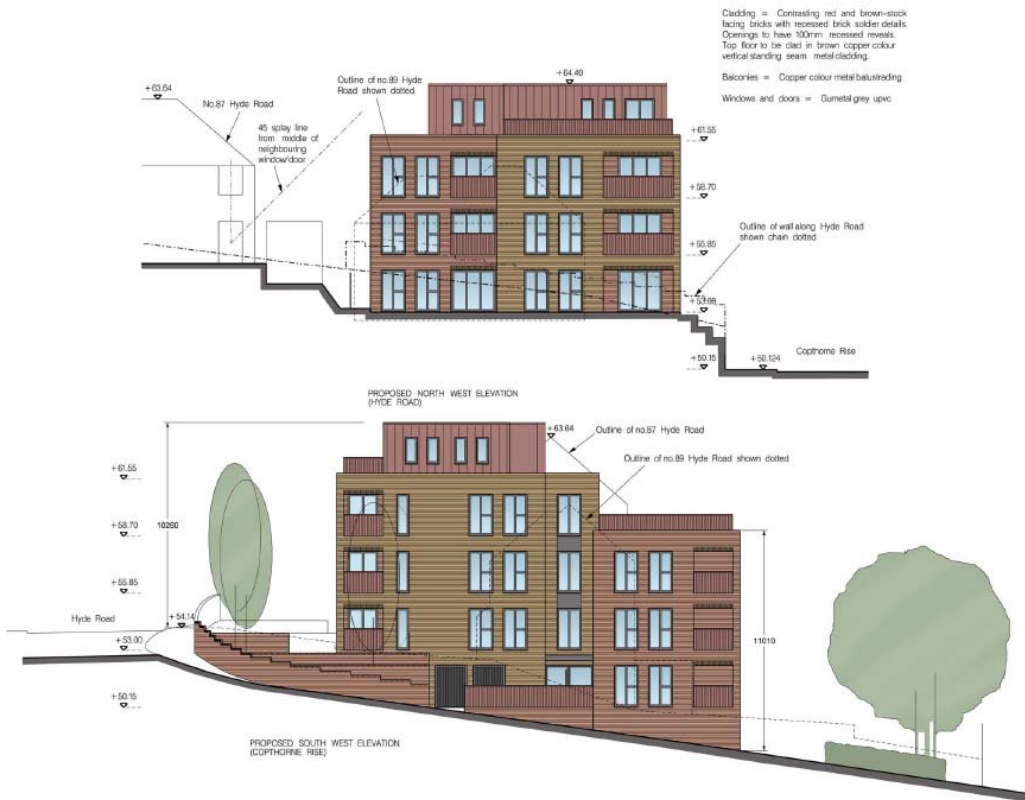 Cladding = Contrasting red and brown-stock
facing bricks with recessed brick soldier details.
Openings to have 100mm recessed reveals.
Top floor to be clad in brown copper colour
vertical standing seam metal cladding.
Balconies = Copper colour metal balustrading
Windows and doors = Gunmetal grey upvc
+63.64
No.87 Hyde Road
45 splay line
from middle of
neighbouring
window/door
Outline of no.89 Hyde
Road shown dotted
+64.40
+61.55
+58.70
+55.85
+53.00
+50.15
Outline of wall along Hyde Road
shown chain dotted
+50.124
Copthorne Rise
PROPOSED NORTH WEST ELEVATION
(HYDE ROAD)
+63.64
Outline of no.87 Hyde Road
Outline of no.89 Hyde Road shown dotted
+61.55
+58.70
+55.85
+53.00
+50.15
10260
Hyde Road
+54.14
11010
PROPOSED SOUTH WEST ELEVATION
(COPTHORNE RISE)